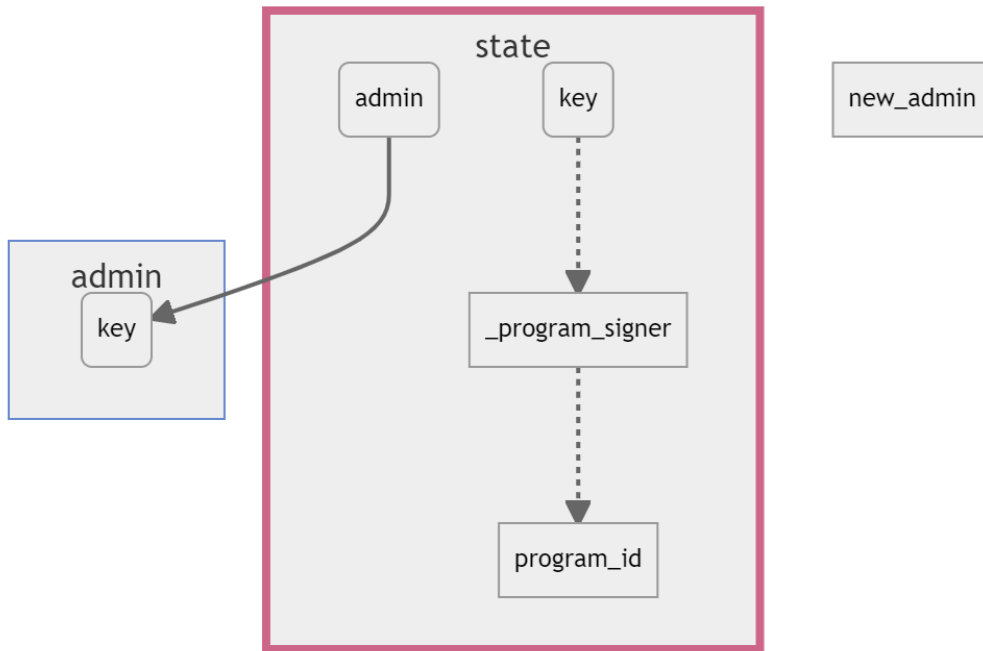 state
admin
key
new_admin
admin
key
_program_signer
program_id